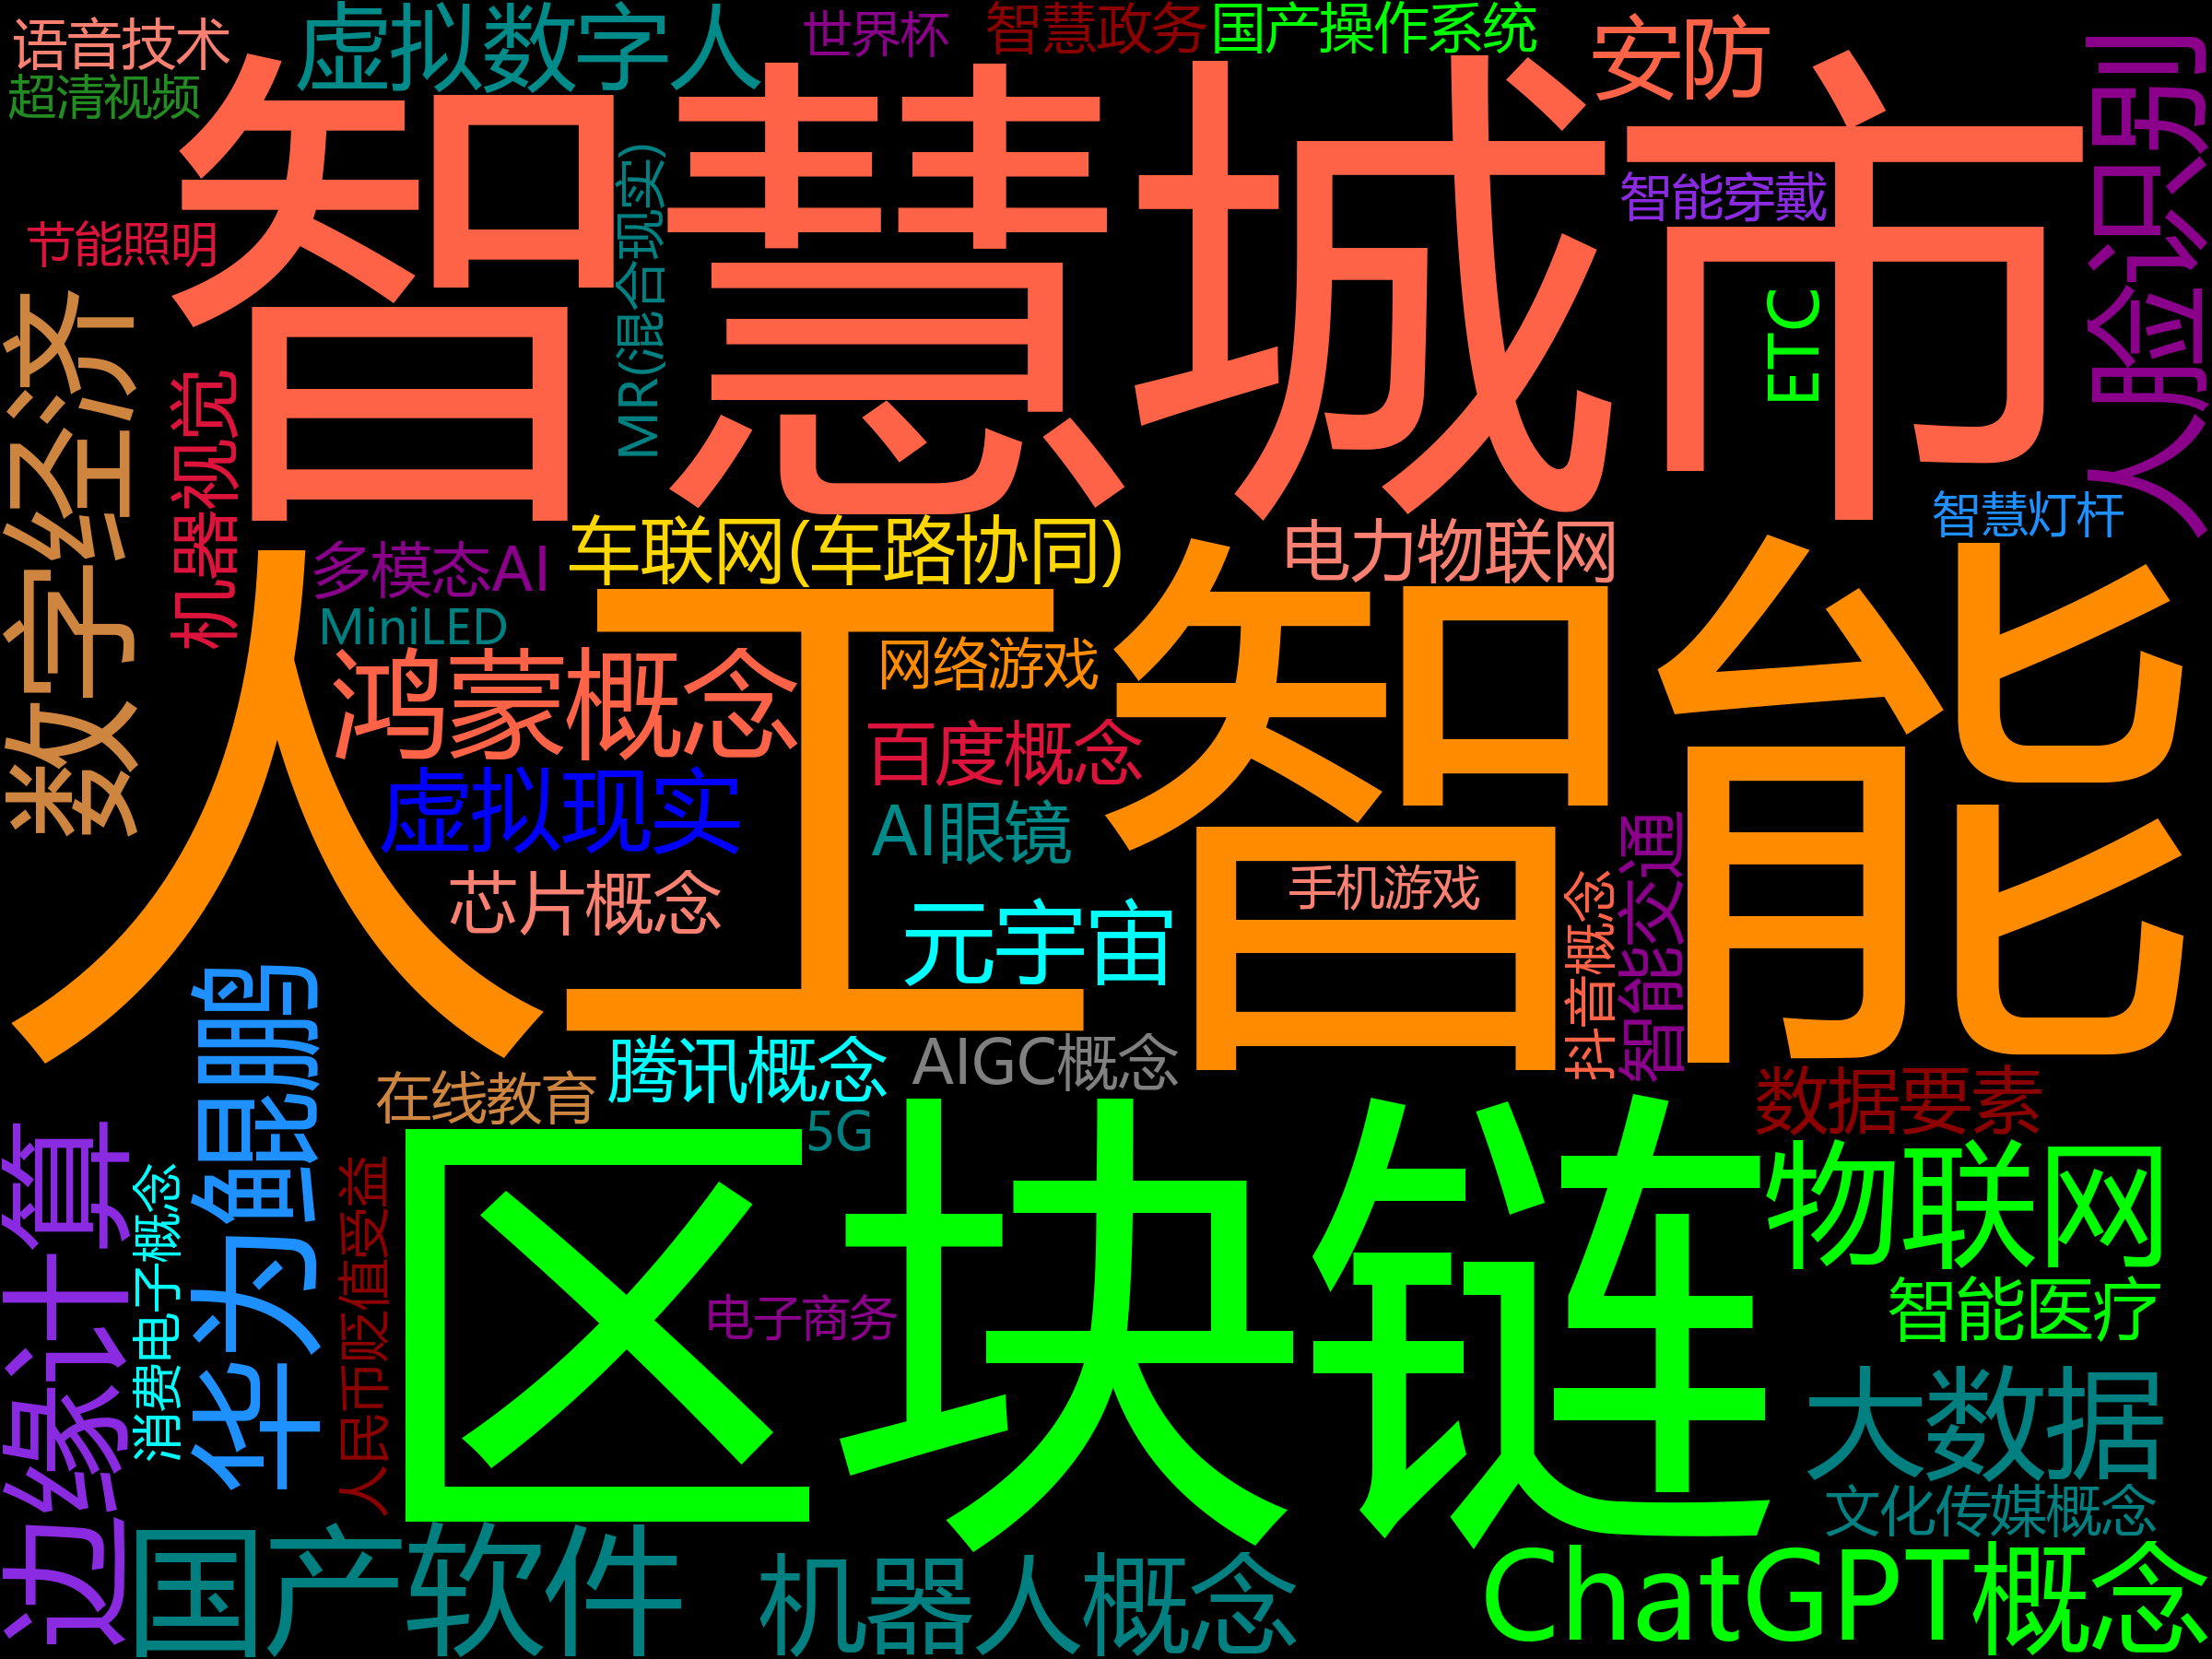 语音技术
虚拟数字人
世界杯
智慧政务
国产操作系统
安防
人脸识别
超清视频
智慧城市
智能穿戴
MR(混合现实)
节能照明
ETC
数字经济
机器视觉
智慧灯杆
车联网(车路协同)
电力物联网
多模态AI
MiniLED
人工智能
网络游戏
鸿蒙概念
百度概念
虚拟现实
AI眼镜
芯片概念
手机游戏
元宇宙
抖音概念
智能交通
华为鲲鹏
腾讯概念
AIGC概念
在线教育
5G
数据要素
区块链
物联网
边缘计算
消费电子概念
人民币贬值受益
电子商务
智能医疗
大数据
文化传媒概念
国产软件
机器人概念
ChatGPT概念